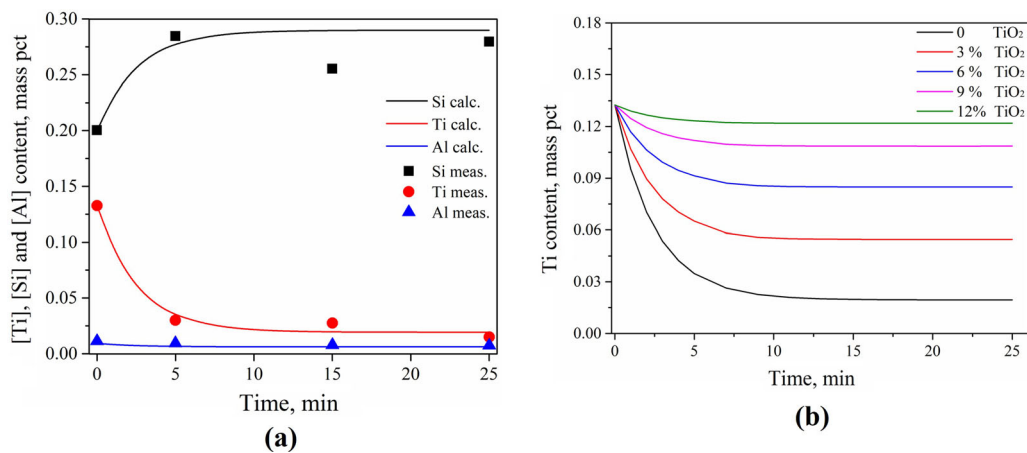 0.30
0.25
0.20
0.15
0.10
0.05
0.00
[Ti], [Si] and [Al] content, mass pct
Si calc.
Ti calc.
Al calc.
Si meas.
Ti meas.
Al meas.
0 5 10 15 20 25
Time, min
(a)
0.18
0.15
0.12
0.09
0.06
0.03
0.00
Ti content, mass pct
0 TiO₂
3 % TiO₂
6 % TiO₂
9 % TiO₂
12% TiO₂
0 5 10 15 20 25
Time, min
(b)